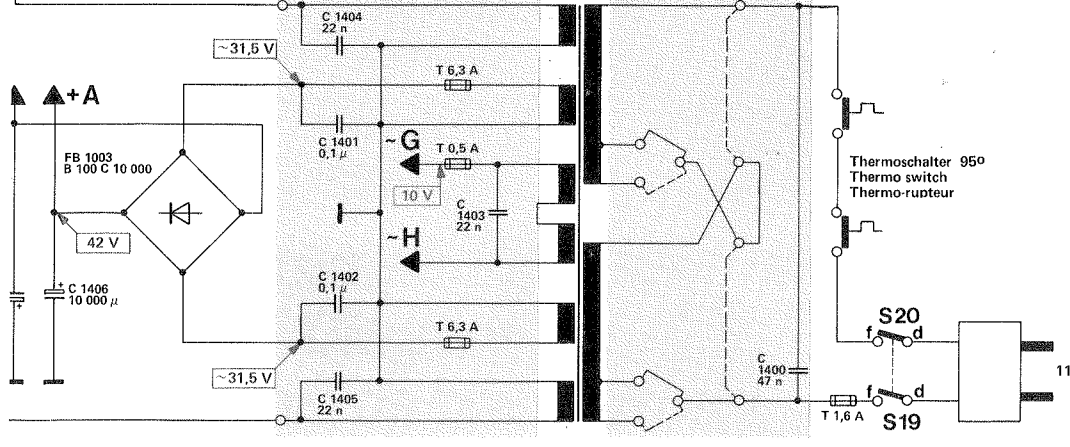 C 1404
22 n
~31,5 V
T 6,3 A
+A
C 1401
0,1 µ
~G
T 0,5 A
FB 1003
B 100 C 10 000
10 V
Thermoschalter 95º
Thermo switch
Thermo-rupteur
C
1403
22 n
42 V
~H
C 1402
0,1 µ
C 1406
10 000 µ
+
+
T 6,3 A
S20
f
d
~31,5 V
C
1400
47 n
11
C 1405
22 n
f
d
T 1,6 A
S19